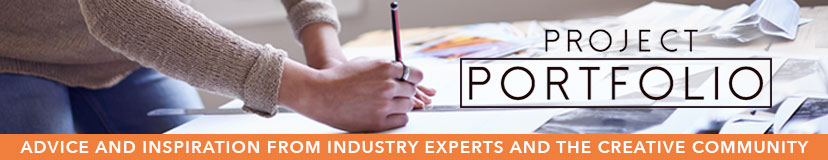 PROJECT
PORTFOLIO
ADVICE AND INSPIRATION FROM INDUSTRY EXPERTS AND THE CREATIVE COMMUNITY